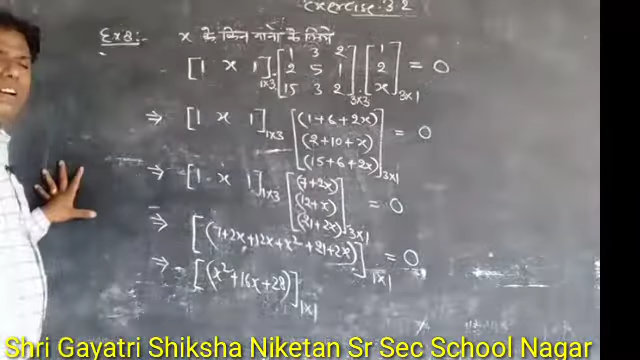 Exercise 3.2
Ex 8:- x के किन मानों के लिये
[1 x 1]1x3 [1 3 2 2 5 1 15 3 2]3x3 [1 2 x]3x1 = 0
⇒ [1 x 1]1x3 [(1+6+2x) (2+10+x) (15+6+2x)]3x1 = 0
⇒ [1 x 1]1x3 [(7+2x) (12+x) (21+2x)]3x1 = 0
⇒ [(7+2x+12x+x²+21+2x)]1x1 = 0
⇒ [(x²+16x+28)]1x1
Shri Gayatri Shiksha Niketan Sr Sec School Nagar